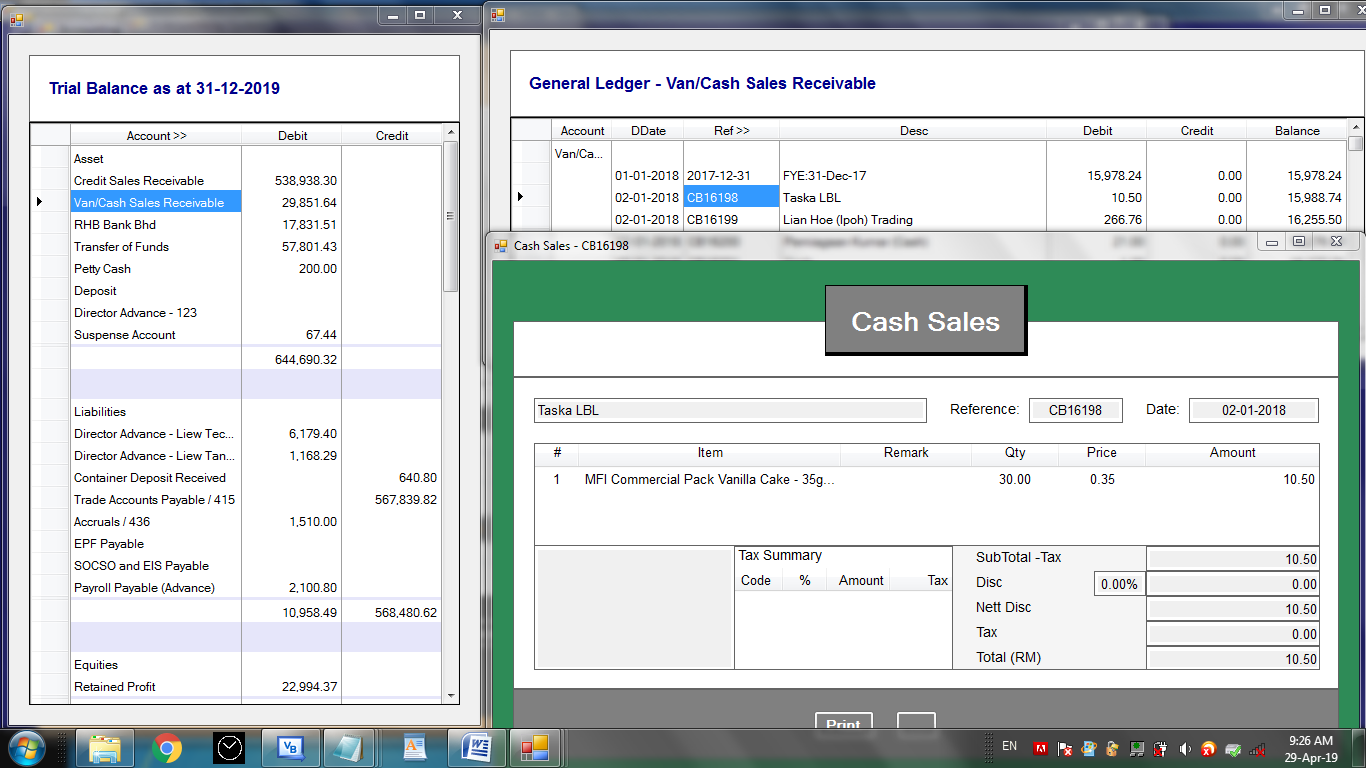 Trial Balance as at 31-12-2019
Account >> Debit Credit
Asset
Credit Sales Receivable 538,938.30
Van/Cash Sales Receivable 29,851.64
RHB Bank Bhd 17,831.51
Transfer of Funds 57,801.43
Petty Cash 200.00
Deposit
Director Advance - 123
Suspense Account 67.44
644,690.32
Liabilities
Director Advance - Liew Tec... 6,179.40
Director Advance - Liew Tan... 1,168.29
Container Deposit Received 640.80
Trade Accounts Payable / 415 567,839.82
Accruals / 436 1,510.00
EPF Payable
SOCSO and EIS Payable
Payroll Payable (Advance) 2,100.80
10,958.49 568,480.62
Equities
Retained Profit 22,994.37
General Ledger - Van/Cash Sales Receivable
Account DDate Ref >> Desc Debit Credit Balance
Van/Ca...
01-01-2018 2017-12-31 FYE:31-Dec-17 15,978.24 0.00 15,978.24
02-01-2018 CB16198 Taska LBL 10.50 0.00 15,988.74
02-01-2018 CB16199 Lian Hoe (Ipoh) Trading 266.76 0.00 16,255.50
Cash Sales - CB16198
Cash Sales
Taska LBL Reference: CB16198 Date: 02-01-2018
# Item Remark Qty Price Amount
1 MFI Commercial Pack Vanilla Cake - 35g... 30.00 0.35 10.50
Tax Summary
Code % Amount Tax
SubTotal -Tax 10.50
Disc 0.00% 0.00
Nett Disc 10.50
Tax 0.00
Total (RM) 10.50
Print
EN
9:26 AM
29-Apr-19